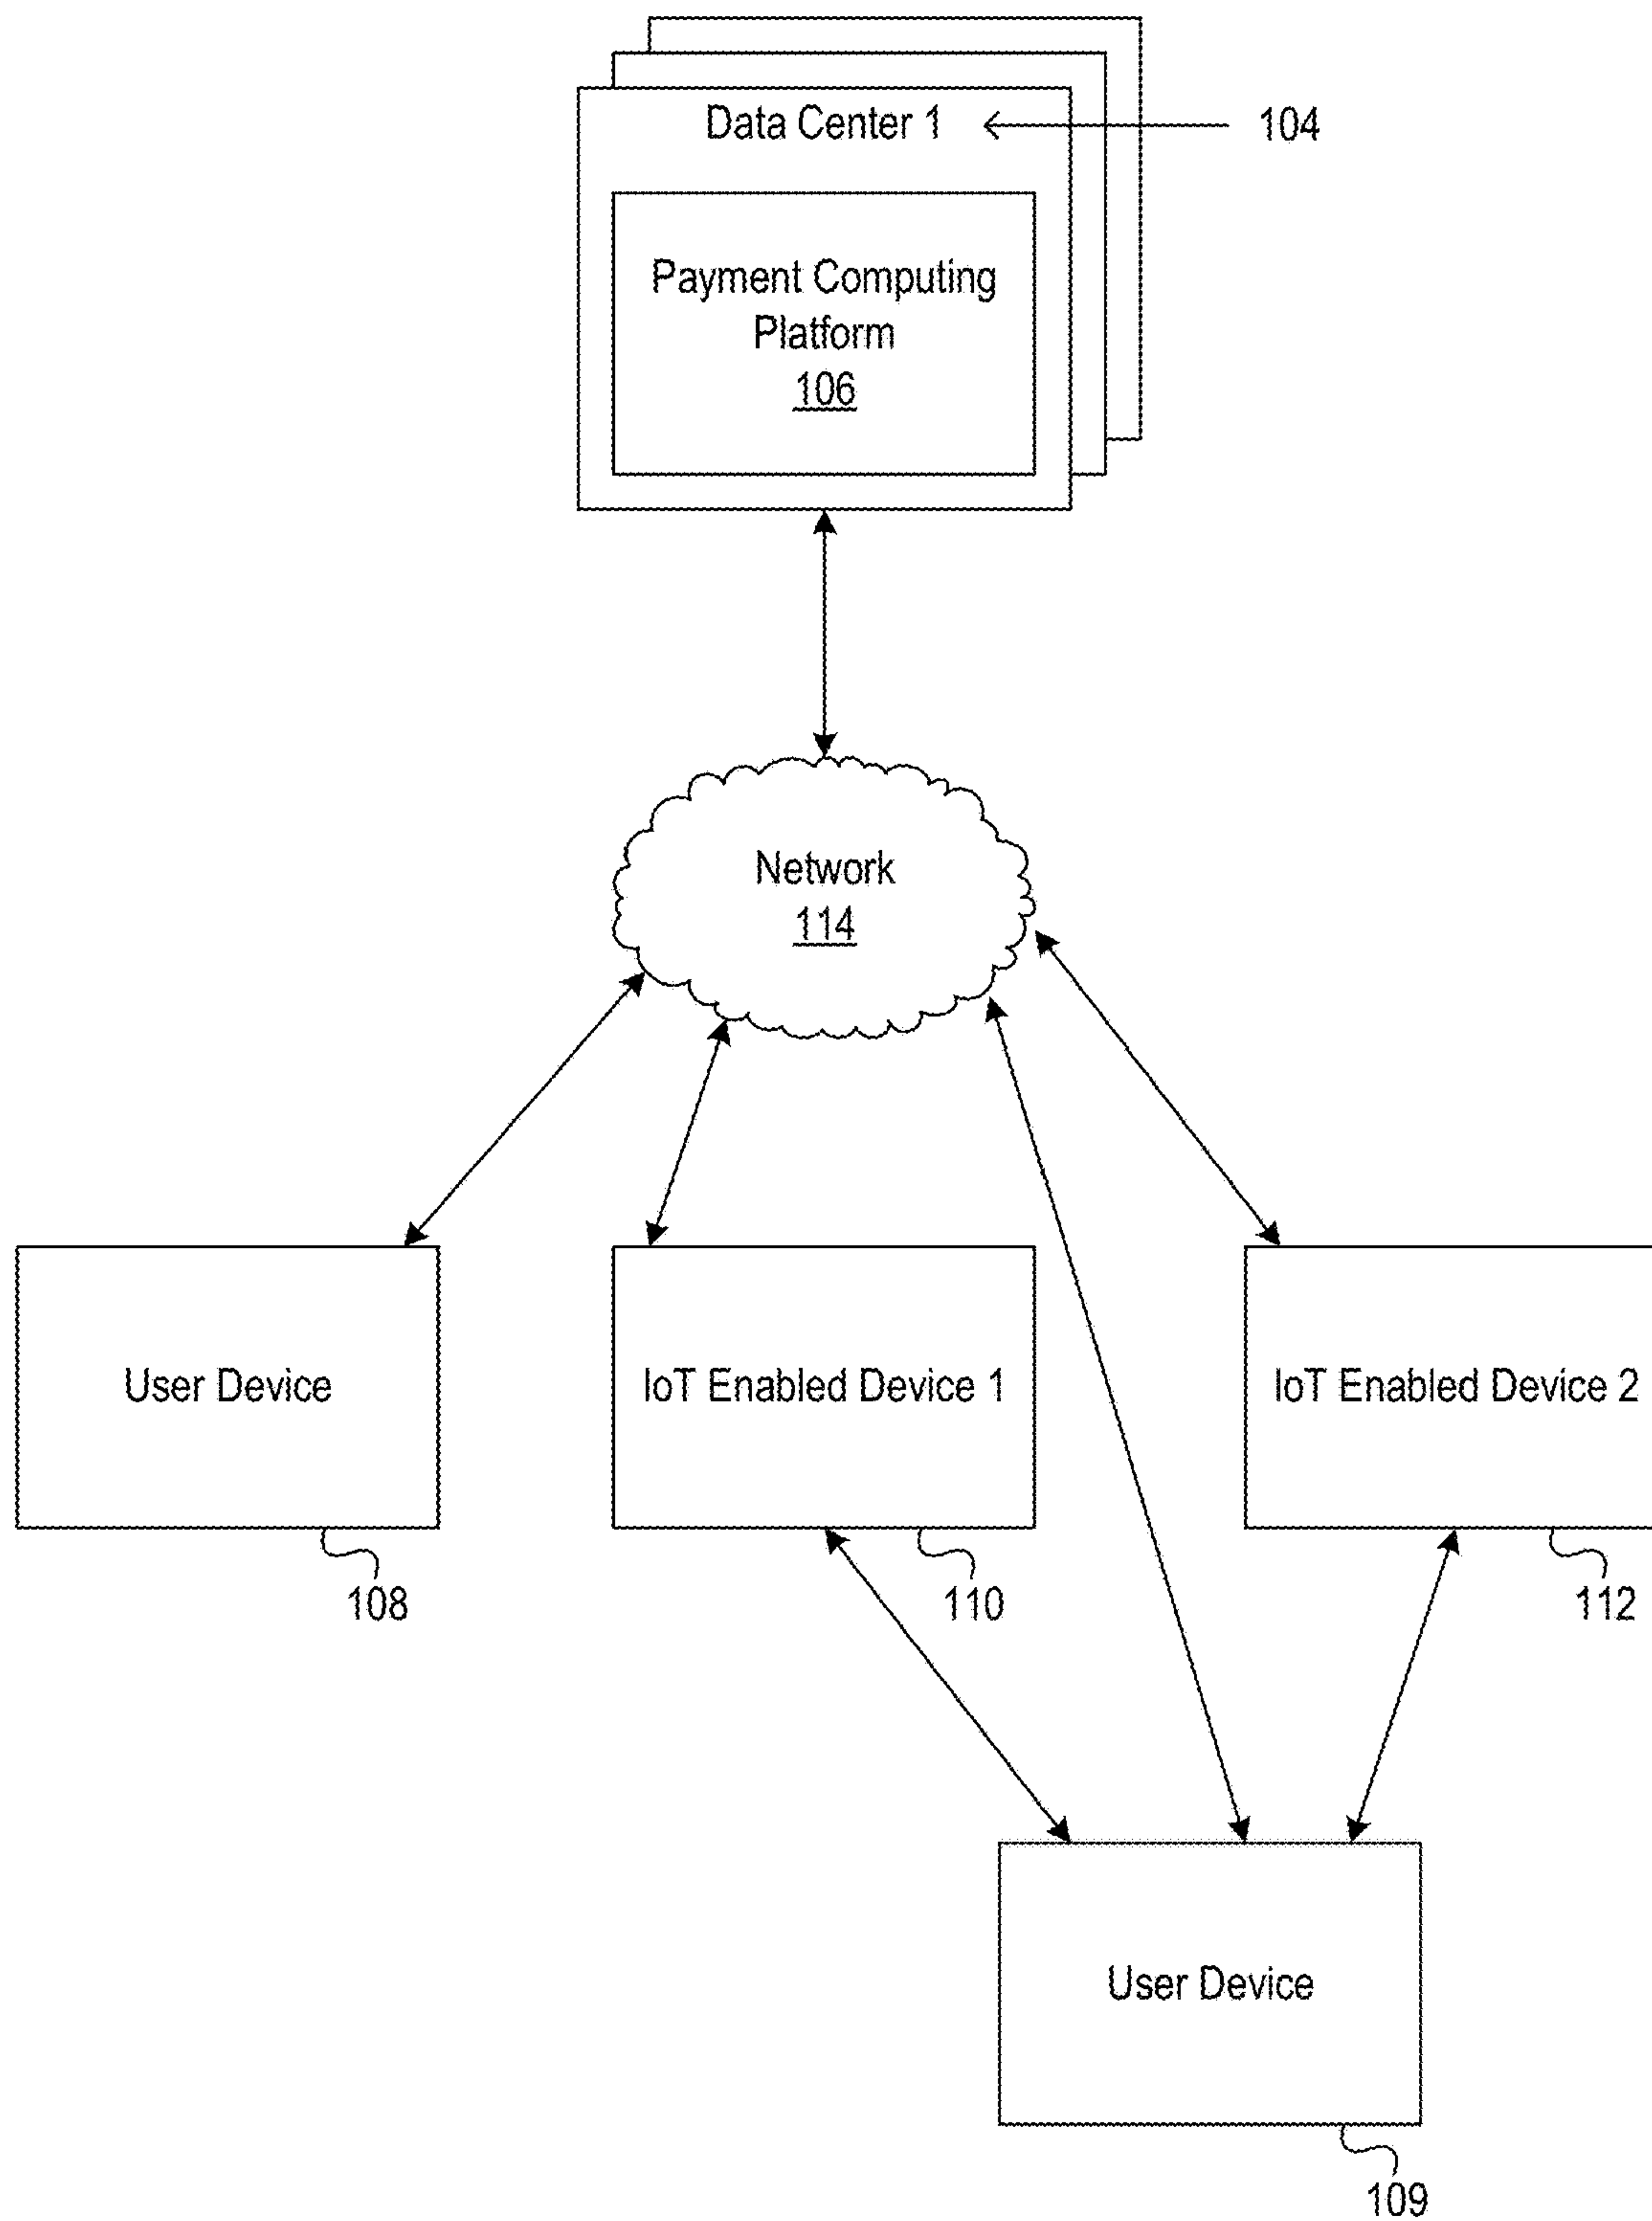 Data Center 1
104
Payment Computing
Platform
106
Network
114
User Device
IoT Enabled Device 1
IoT Enabled Device 2
108
110
112
User Device
109